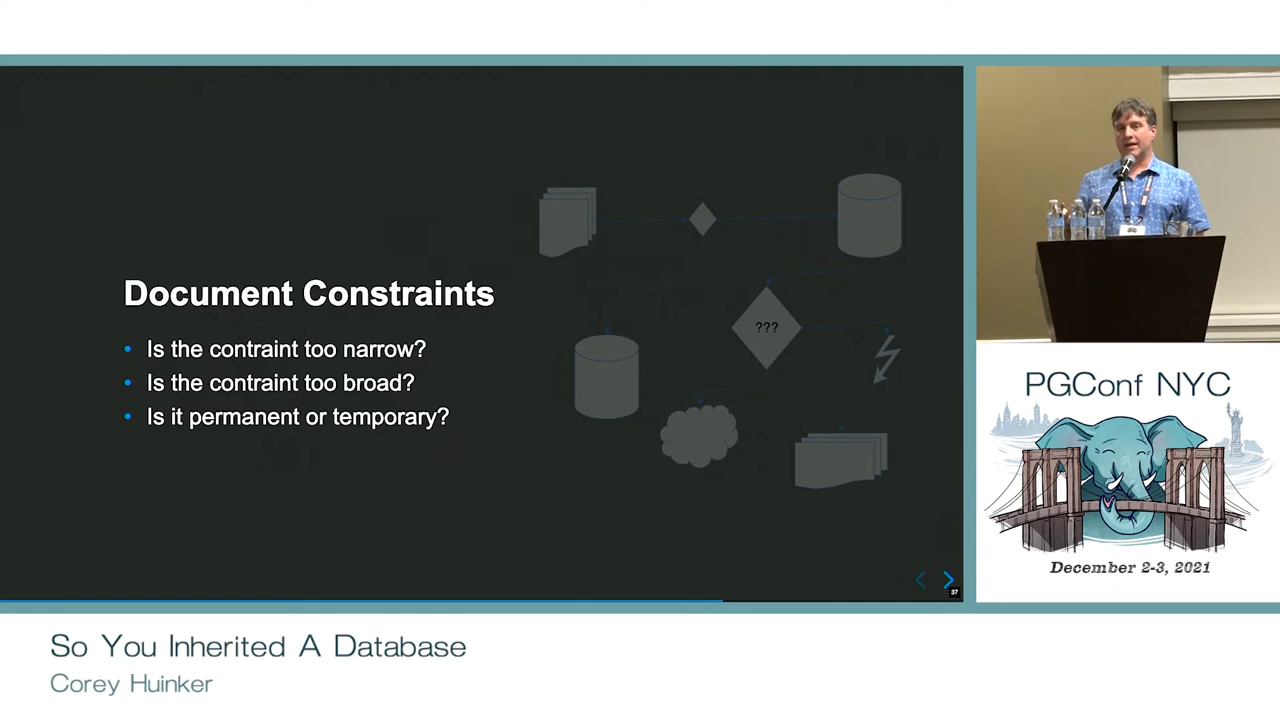 Document Constraints
• Is the contraint too narrow?
• Is the contraint too broad?
• Is it permanent or temporary?
???
37
PGConf NYC
December 2-3, 2021
So You Inherited A Database
Corey Huinker